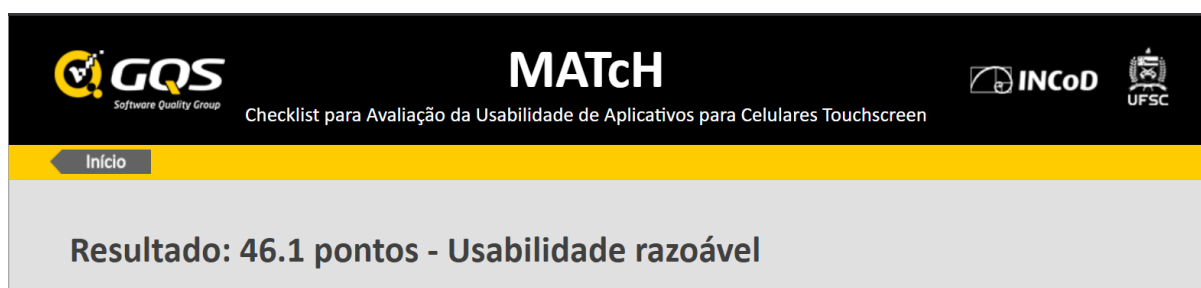 GQS
Software Quality Group
MATcH
Checklist para Avaliação da Usabilidade de Aplicativos para Celulares Touchscreen
INCoD
UFSC
Início
Resultado: 46.1 pontos - Usabilidade razoável